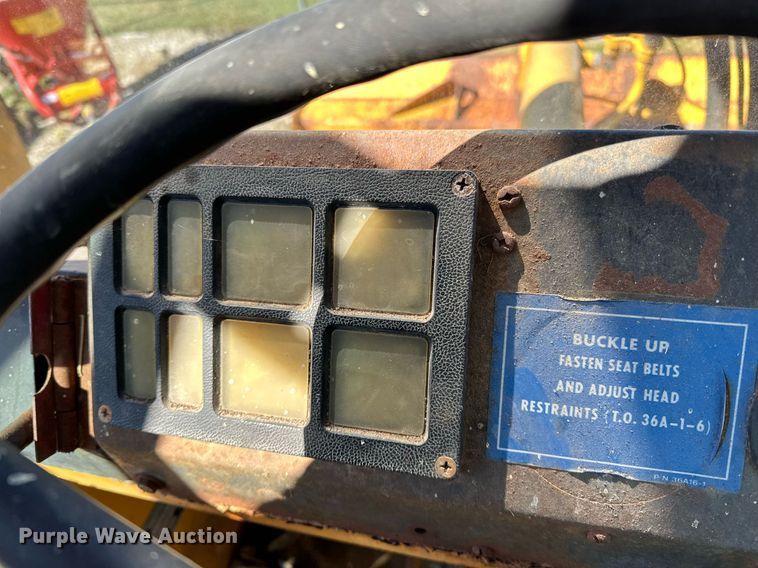 BUCKLE UP
FASTEN SEAT BELTS
AND ADJUST HEAD
RESTRAINTS (T.O. 36A-1-6)
P/N 36A16-1
Purple Wave Auction